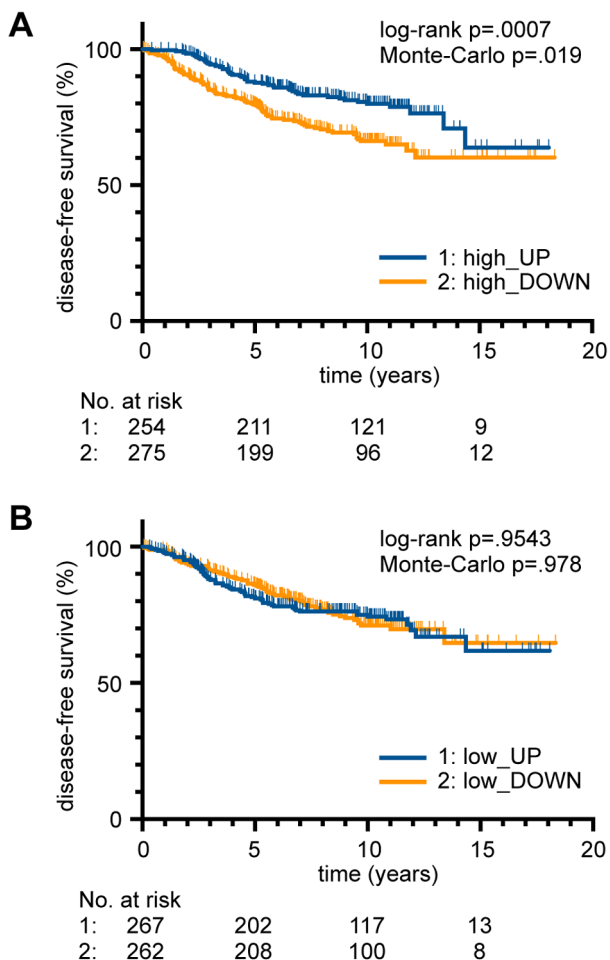 A
log-rank p=.0007
Monte-Carlo p=.019
disease-free survival (%)
100
50
0
1: high_UP
2: high_DOWN
0 5 10 15 20
time (years)
No. at risk
1: 254 211 121 9
2: 275 199 96 12
B
log-rank p=.9543
Monte-Carlo p=.978
disease-free survival (%)
100
50
0
1: low_UP
2: low_DOWN
0 5 10 15 20
time (years)
No. at risk
1: 267 202 117 13
2: 262 208 100 8